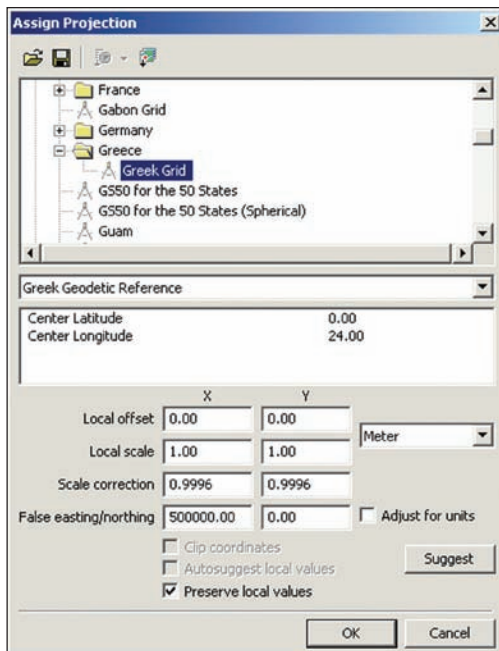 Assign Projection
France
Gabon Grid
Germany
Greece
Greek Grid
GS50 for the 50 States
GS50 for the 50 States (Spherical)
Guam
Greek Geodetic Reference
Center Latitude 0.00
Center Longitude 24.00
X Y
Local offset 0.00 0.00 Meter
Local scale 1.00 1.00
Scale correction 0.9996 0.9996
False easting/northing 500000.00 0.00 Adjust for units
Clip coordinates
Autosuggest local values
Suggest
Preserve local values
OK Cancel